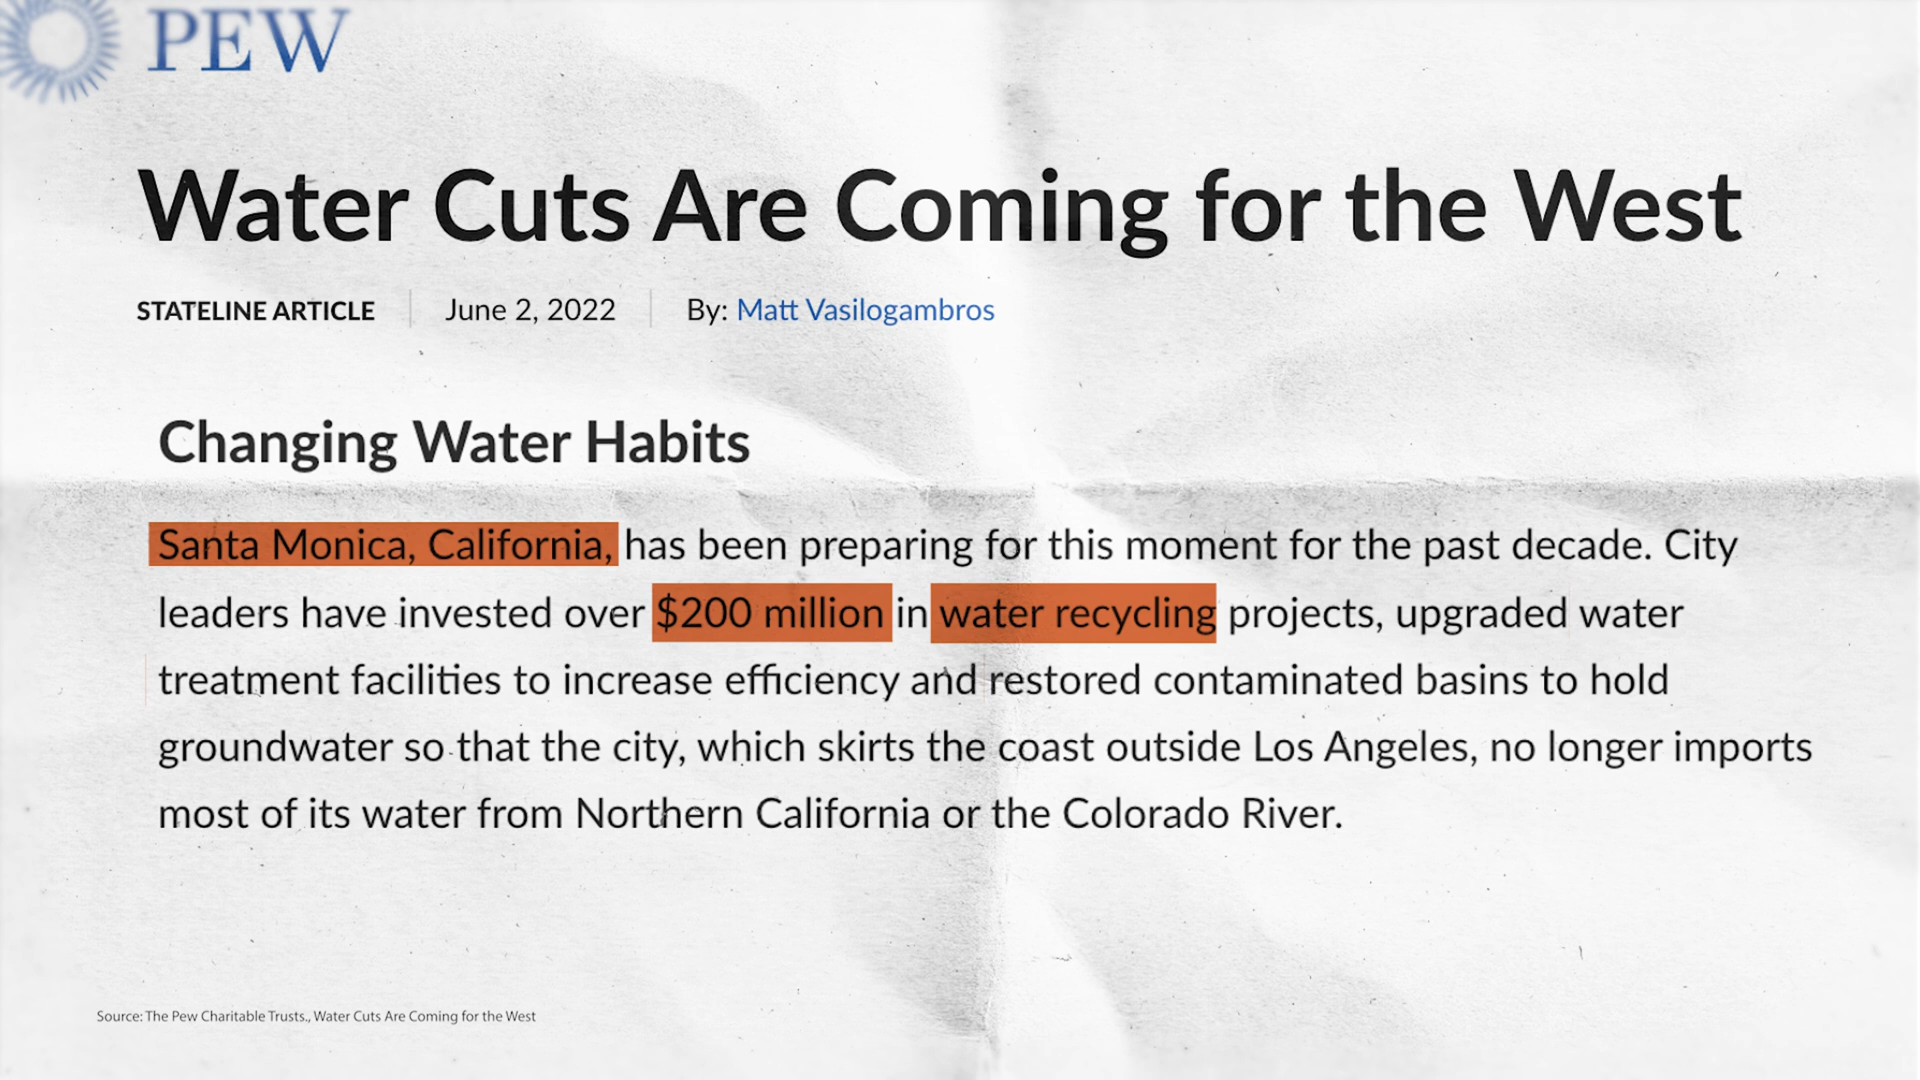 PEW
Water Cuts Are Coming for the West
STATELINE ARTICLE June 2, 2022 By: Matt Vasilogambros
Changing Water Habits
Santa Monica, California, has been preparing for this moment for the past decade. City
leaders have invested over $200 million in water recycling projects, upgraded water
treatment facilities to increase efficiency and restored contaminated basins to hold
groundwater so that the city, which skirts the coast outside Los Angeles, no longer imports
most of its water from Northern California or the Colorado River.
Source: The Pew Charitable Trusts., Water Cuts Are Coming for the West